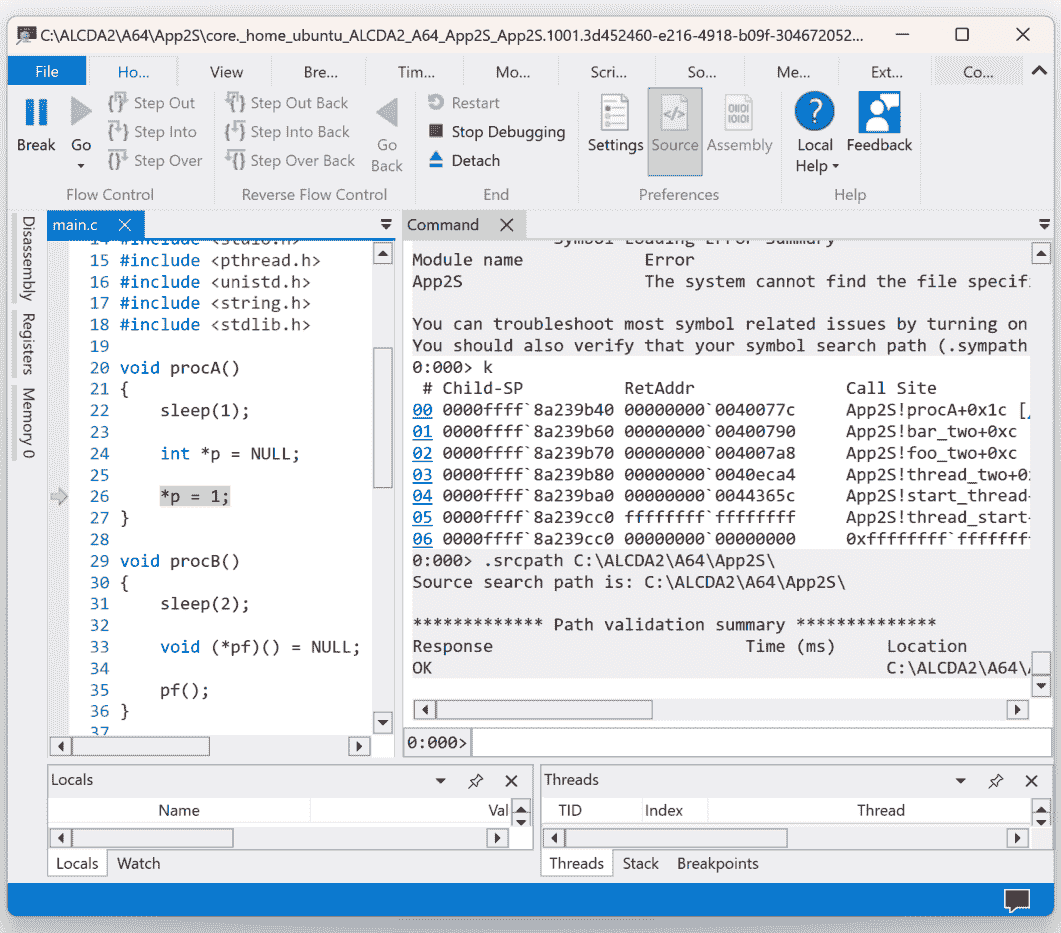 C:\ALCDA2\A64\App2S\core._home_ubuntu_ALCDA2_A64_App2S_App2S.1001.3d452460-e216-4918-b09f-304672052...
File Ho... View Bre... Tim... Mo... Scri... So... Me... Ext... Co...
Break
Go
Step Out
Step Into
Step Over
Flow Control
Step Out Back
Step Into Back
Step Over Back
Go Back
Reverse Flow Control
Restart
Stop Debugging
Detach
End
Settings
Source
Assembly
Preferences
Local Help
Feedback
Help
Disassembly
Registers
Memory 0
main.c
14 #include <stdio.h>
15 #include <pthread.h>
16 #include <unistd.h>
17 #include <string.h>
18 #include <stdlib.h>
19
20 void procA()
21 {
22     sleep(1);
23
24     int *p = NULL;
25
26     *p = 1;
27 }
28
29 void procB()
30 {
31     sleep(2);
32
33     void (*pf)() = NULL;
34
35     pf();
36 }
37
Command
Symbol Loading Error Summary
Module name Error
App2S The system cannot find the file specifi
You can troubleshoot most symbol related issues by turning on
You should also verify that your symbol search path (.sympath
0:000> k
# Child-SP RetAddr Call Site
00 0000ffff`8a239b40 00000000`0040077c App2S!procA+0x1c [/
01 0000ffff`8a239b60 00000000`00400790 App2S!bar_two+0xc
02 0000ffff`8a239b70 00000000`004007a8 App2S!foo_two+0xc
03 0000ffff`8a239b80 00000000`0040eca4 App2S!thread_two+0
04 0000ffff`8a239ba0 00000000`0044365c App2S!start_thread
05 0000ffff`8a239cc0 ffffffff`ffffffff App2S!thread_start
06 0000ffff`8a239cc0 00000000`00000000 0xffffffff`ffffffff
0:000> .srcpath C:\ALCDA2\A64\App2S\
Source search path is: C:\ALCDA2\A64\App2S\
************* Path validation summary **************
Response Time (ms) Location
OK C:\ALCDA2\A64\
0:000>
Locals
Name Val
Locals Watch
Threads
TID Index Thread
Threads Stack Breakpoints